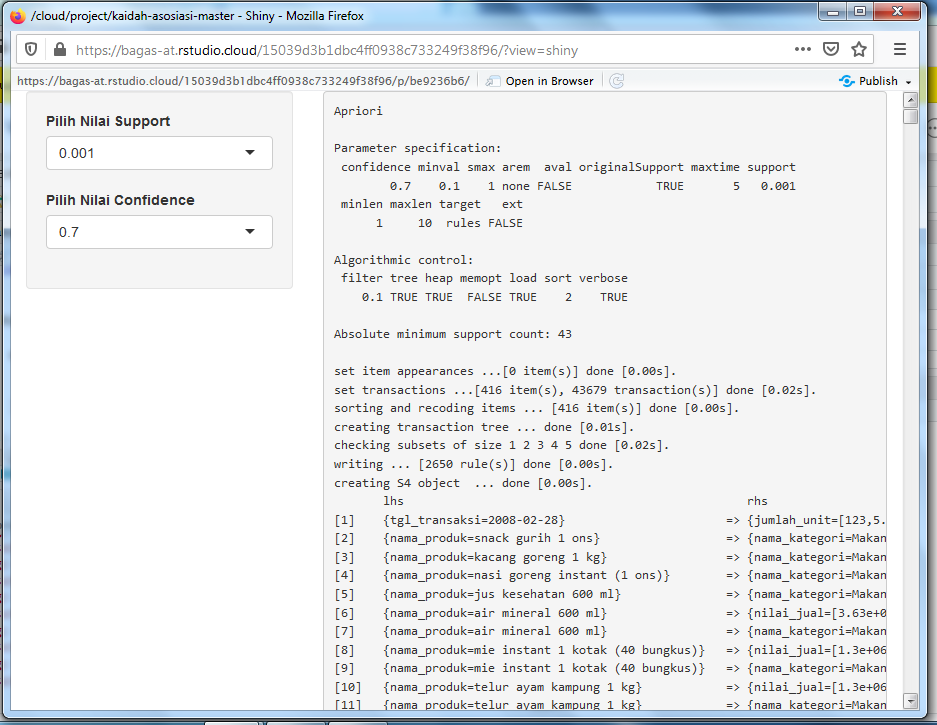 /cloud/project/kaidah-asosiasi-master - Shiny - Mozilla Firefox
https://bagas-at.rstudio.cloud/15039d3b1dbc4ff0938c733249f38f96/?view=shiny
https://bagas-at.rstudio.cloud/15039d3b1dbc4ff0938c733249f38f96/p/be9236b6/ Open in Browser Publish
Pilih Nilai Support
0.001
Pilih Nilai Confidence
0.7
Apriori
Parameter specification:
confidence minval smax arem aval originalSupport maxtime support
0.7 0.1 1 none FALSE TRUE 5 0.001
minlen maxlen target ext
1 10 rules FALSE
Algorithmic control:
filter tree heap memopt load sort verbose
0.1 TRUE TRUE FALSE TRUE 2 TRUE
Absolute minimum support count: 43
set item appearances ...[0 item(s)] done [0.00s].
set transactions ...[416 item(s), 43679 transaction(s)] done [0.02s].
sorting and recoding items ... [416 item(s)] done [0.00s].
creating transaction tree ... done [0.01s].
checking subsets of size 1 2 3 4 5 done [0.02s].
writing ... [2650 rule(s)] done [0.00s].
creating S4 object ... done [0.00s].
lhs rhs
[1] {tgl_transaksi=2008-02-28} => {jumlah_unit=[123,5.
[2] {nama_produk=snack gurih 1 ons} => {nama_kategori=Makan
[3] {nama_produk=kacang goreng 1 kg} => {nama_kategori=Makan
[4] {nama_produk=nasi goreng instant (1 ons)} => {nama_kategori=Makan
[5] {nama_produk=jus kesehatan 600 ml} => {nama_kategori=Makan
[6] {nama_produk=air mineral 600 ml} => {nilai_jual=[3.63e+0
[7] {nama_produk=air mineral 600 ml} => {nama_kategori=Makan
[8] {nama_produk=mie instant 1 kotak (40 bungkus)} => {nilai_jual=[1.3e+06
[9] {nama_produk=mie instant 1 kotak (40 bungkus)} => {nama_kategori=Makan
[10] {nama_produk=telur ayam kampung 1 kg} => {nilai_jual=[1.3e+06
[11] {nama_produk=telur ayam kampung 1 kg} => {nama_kategori=Makan